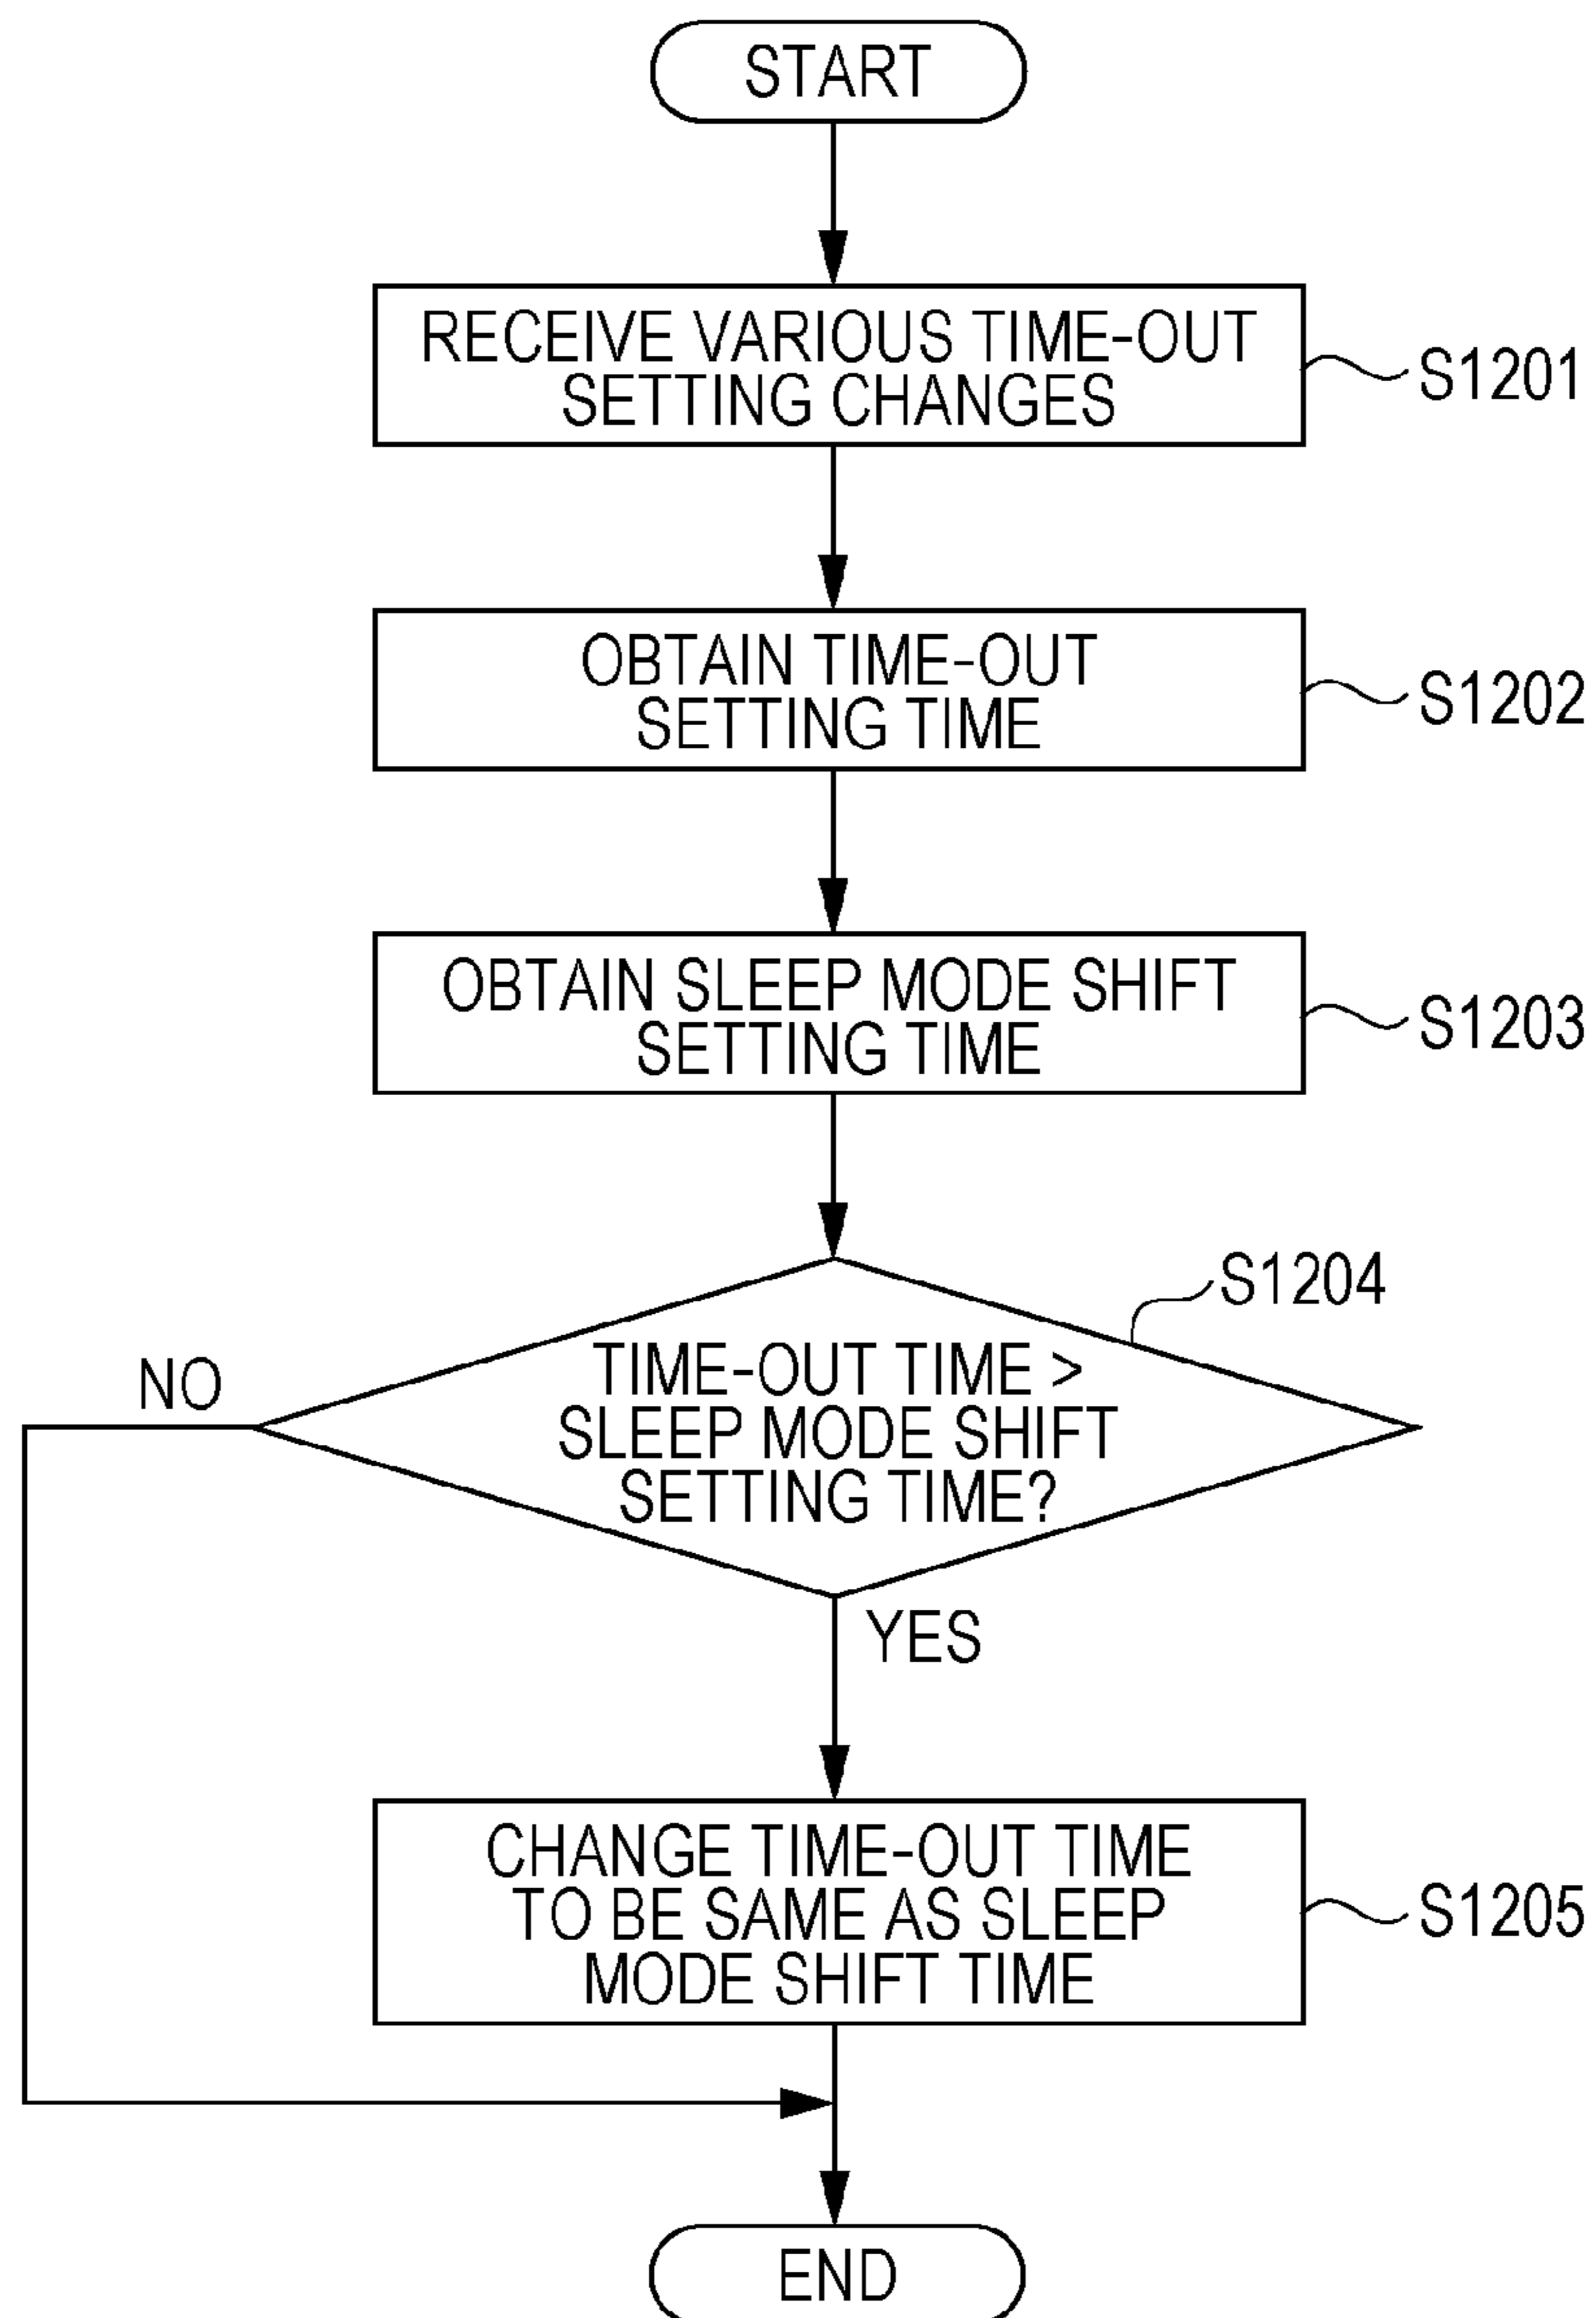 START
RECEIVE VARIOUS TIME-OUT
SETTING CHANGES
S1201
OBTAIN TIME-OUT
SETTING TIME
S1202
OBTAIN SLEEP MODE SHIFT
SETTING TIME
S1203
S1204
NO
TIME-OUT TIME >
SLEEP MODE SHIFT
SETTING TIME?
YES
CHANGE TIME-OUT TIME
TO BE SAME AS SLEEP
MODE SHIFT TIME
S1205
END